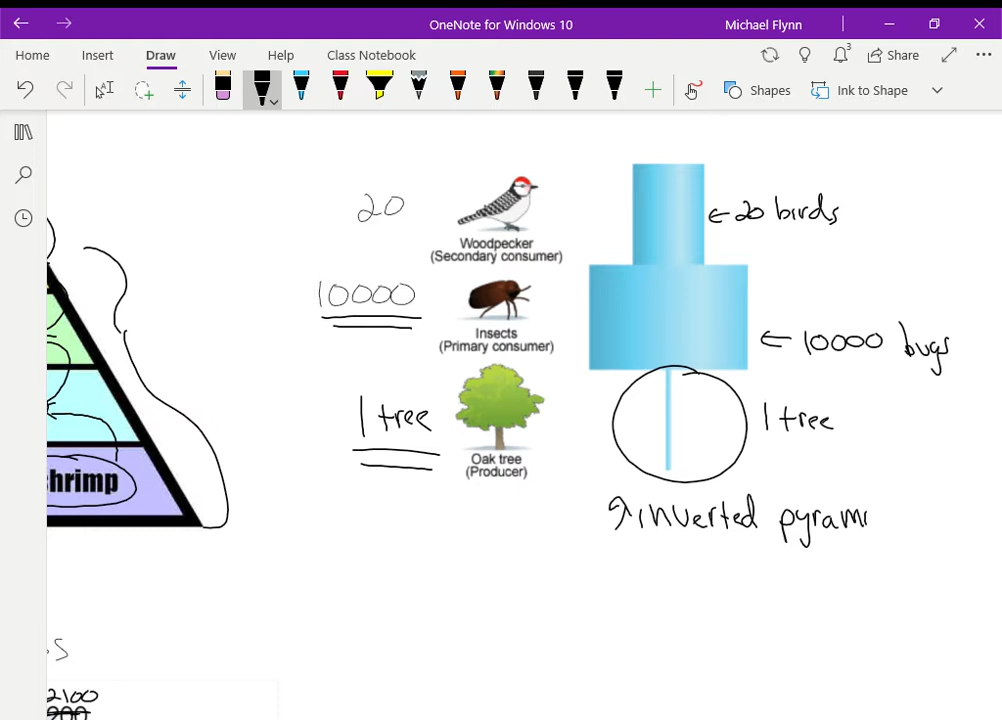 OneNote for Windows 10
Michael Flynn
Home Insert Draw View Help Class Notebook
3
Share
Shapes
Ink to Shape
20
Woodpecker
(Secondary consumer)
←20 birds
10000
Insects
(Primary consumer)
←10000 bugs
1 tree
Oak tree
(Producer)
1 tree
hrimp
inverted pyrami
S
2100
200